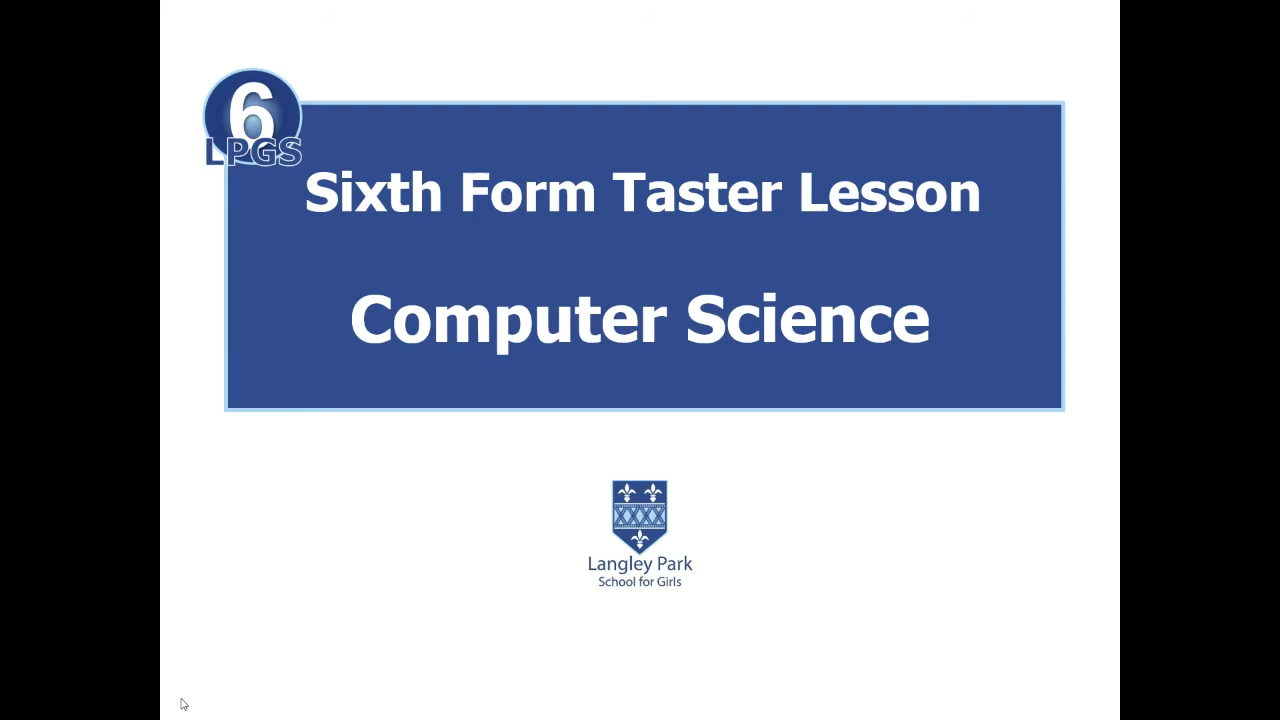 6
LPGS
Sixth Form Taster Lesson
Computer Science
Langley Park
School for Girls